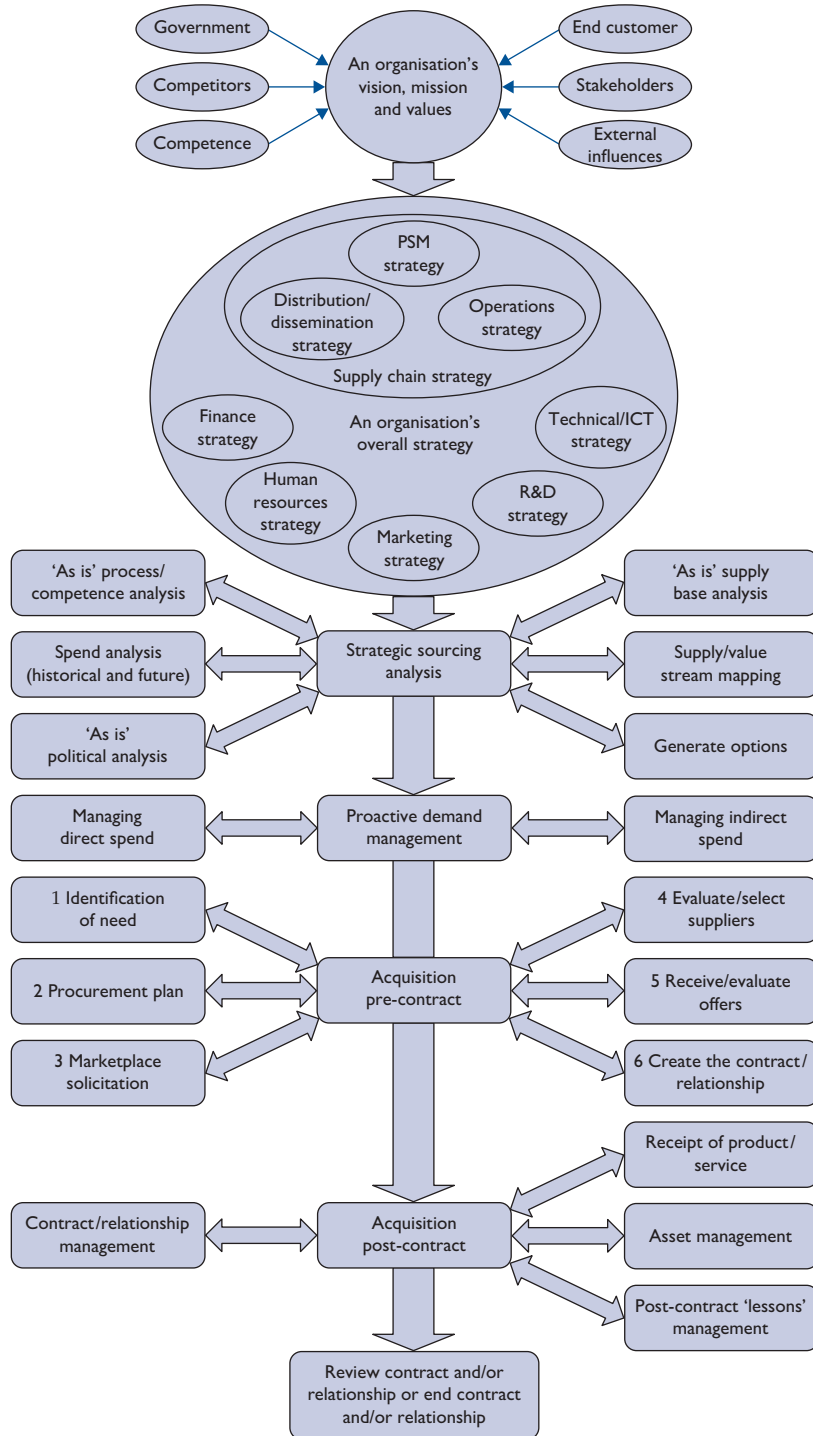 Government
Competitors
Competence
An organisation's
vision, mission
and values
End customer
Stakeholders
External
influences
PSM
strategy
Distribution/
dissemination
strategy
Operations
strategy
Supply chain strategy
Finance
strategy
An organisation's
overall strategy
Technical/ICT
strategy
Human
resources
strategy
R&D
strategy
Marketing
strategy
‘As is’ process/
competence analysis
Spend analysis
(historical and future)
‘As is’
political analysis
Strategic sourcing
analysis
‘As is’ supply
base analysis
Supply/value
stream mapping
Generate options
Managing
direct spend
Proactive demand
management
Managing indirect
spend
1 Identification
of need
2 Procurement plan
3 Marketplace
solicitation
Acquisition
pre-contract
4 Evaluate/select
suppliers
5 Receive/evaluate
offers
6 Create the contract/
relationship
Contract/relationship
management
Acquisition
post-contract
Receipt of product/
service
Asset management
Post-contract ‘lessons’
management
Review contract and/or
relationship or end contract
and/or relationship